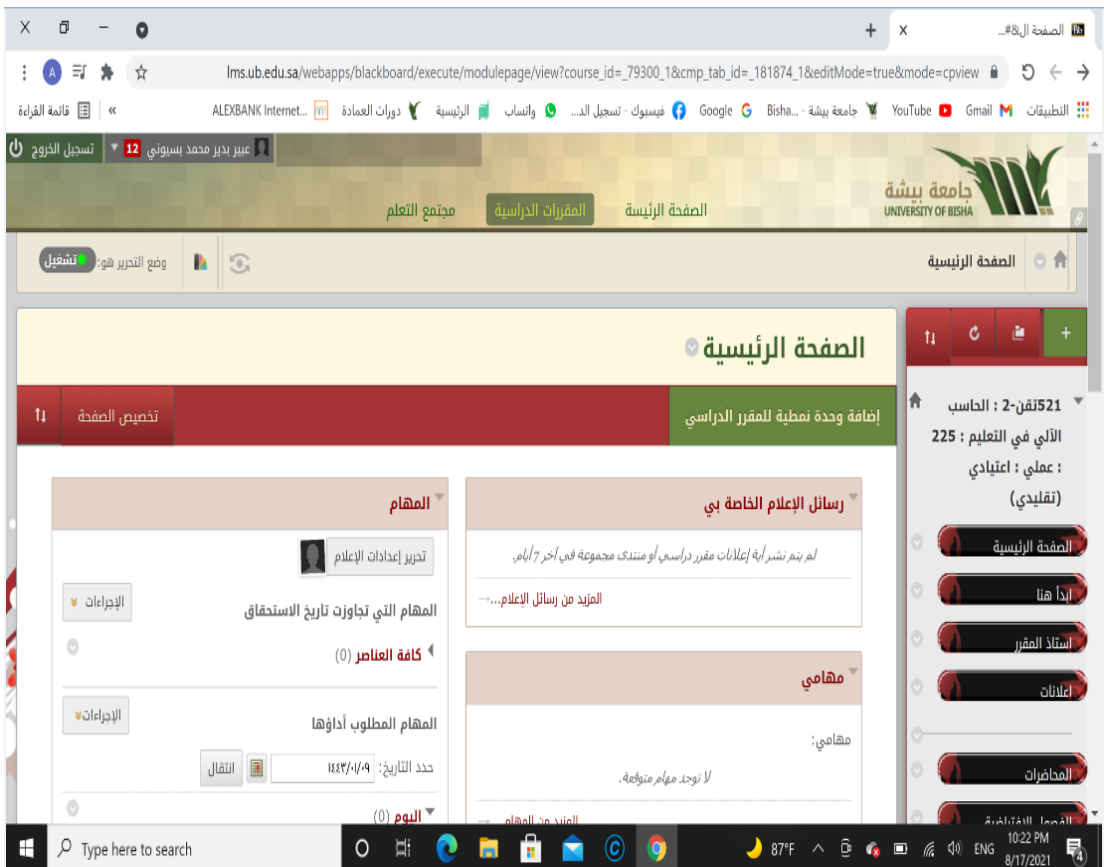 الصفحة ال&#...
lms.ub.edu.sa/webapps/blackboard/execute/modulepage/view?course_id=_79300_1&cmp_tab_id=_181874_1&editMode=true&mode=cpview
A
التطبيقات Gmail YouTube جامعة بيشة - Bisha... Google فيسبوك - تسجيل الد... واتساب الرئيسية دورات العمادة ALEXBANK Internet... » قائمة القراءة
عبير بدير محمد بسيوني 12 تسجيل الخروج
جامعة بيشة
UNIVERSITY OF BISHA
الصفحة الرئيسة المقررات الدراسية مجتمع التعلم
الصفحة الرئيسية
وضع التحرير هو: تشغيل
521تقن-2 : الحاسب
الآلي في التعليم : 225
: عملي : اعتيادي
(تقليدي)
الصفحة الرئيسية
ابدأ هنا
استاذ المقرر
اعلانات
المحاضرات
الفصول الافتراضية
الصفحة الرئيسية
إضافة وحدة نمطية للمقرر الدراسي
تخصيص الصفحة
رسائل الإعلام الخاصة بي
لم يتم نشر أية إعلانات مقرر دراسي أو منتدى مجموعة في آخر 7 أيام.
المزيد من رسائل الإعلام...
مهامي
مهامي:
لا توجد مهام متوقعة.
المزيد من المهام
المهام
تحرير إعدادات الإعلام
المهام التي تجاوزت تاريخ الاستحقاق
الإجراءات
كافة العناصر (0)
المهام المطلوب أداؤها
الإجراءات
حدد التاريخ: ١٤٤٣/٠١/٠٩ انتقال
اليوم (0)
Type here to search
87°F
ENG
10:22 PM
8/17/2021
4